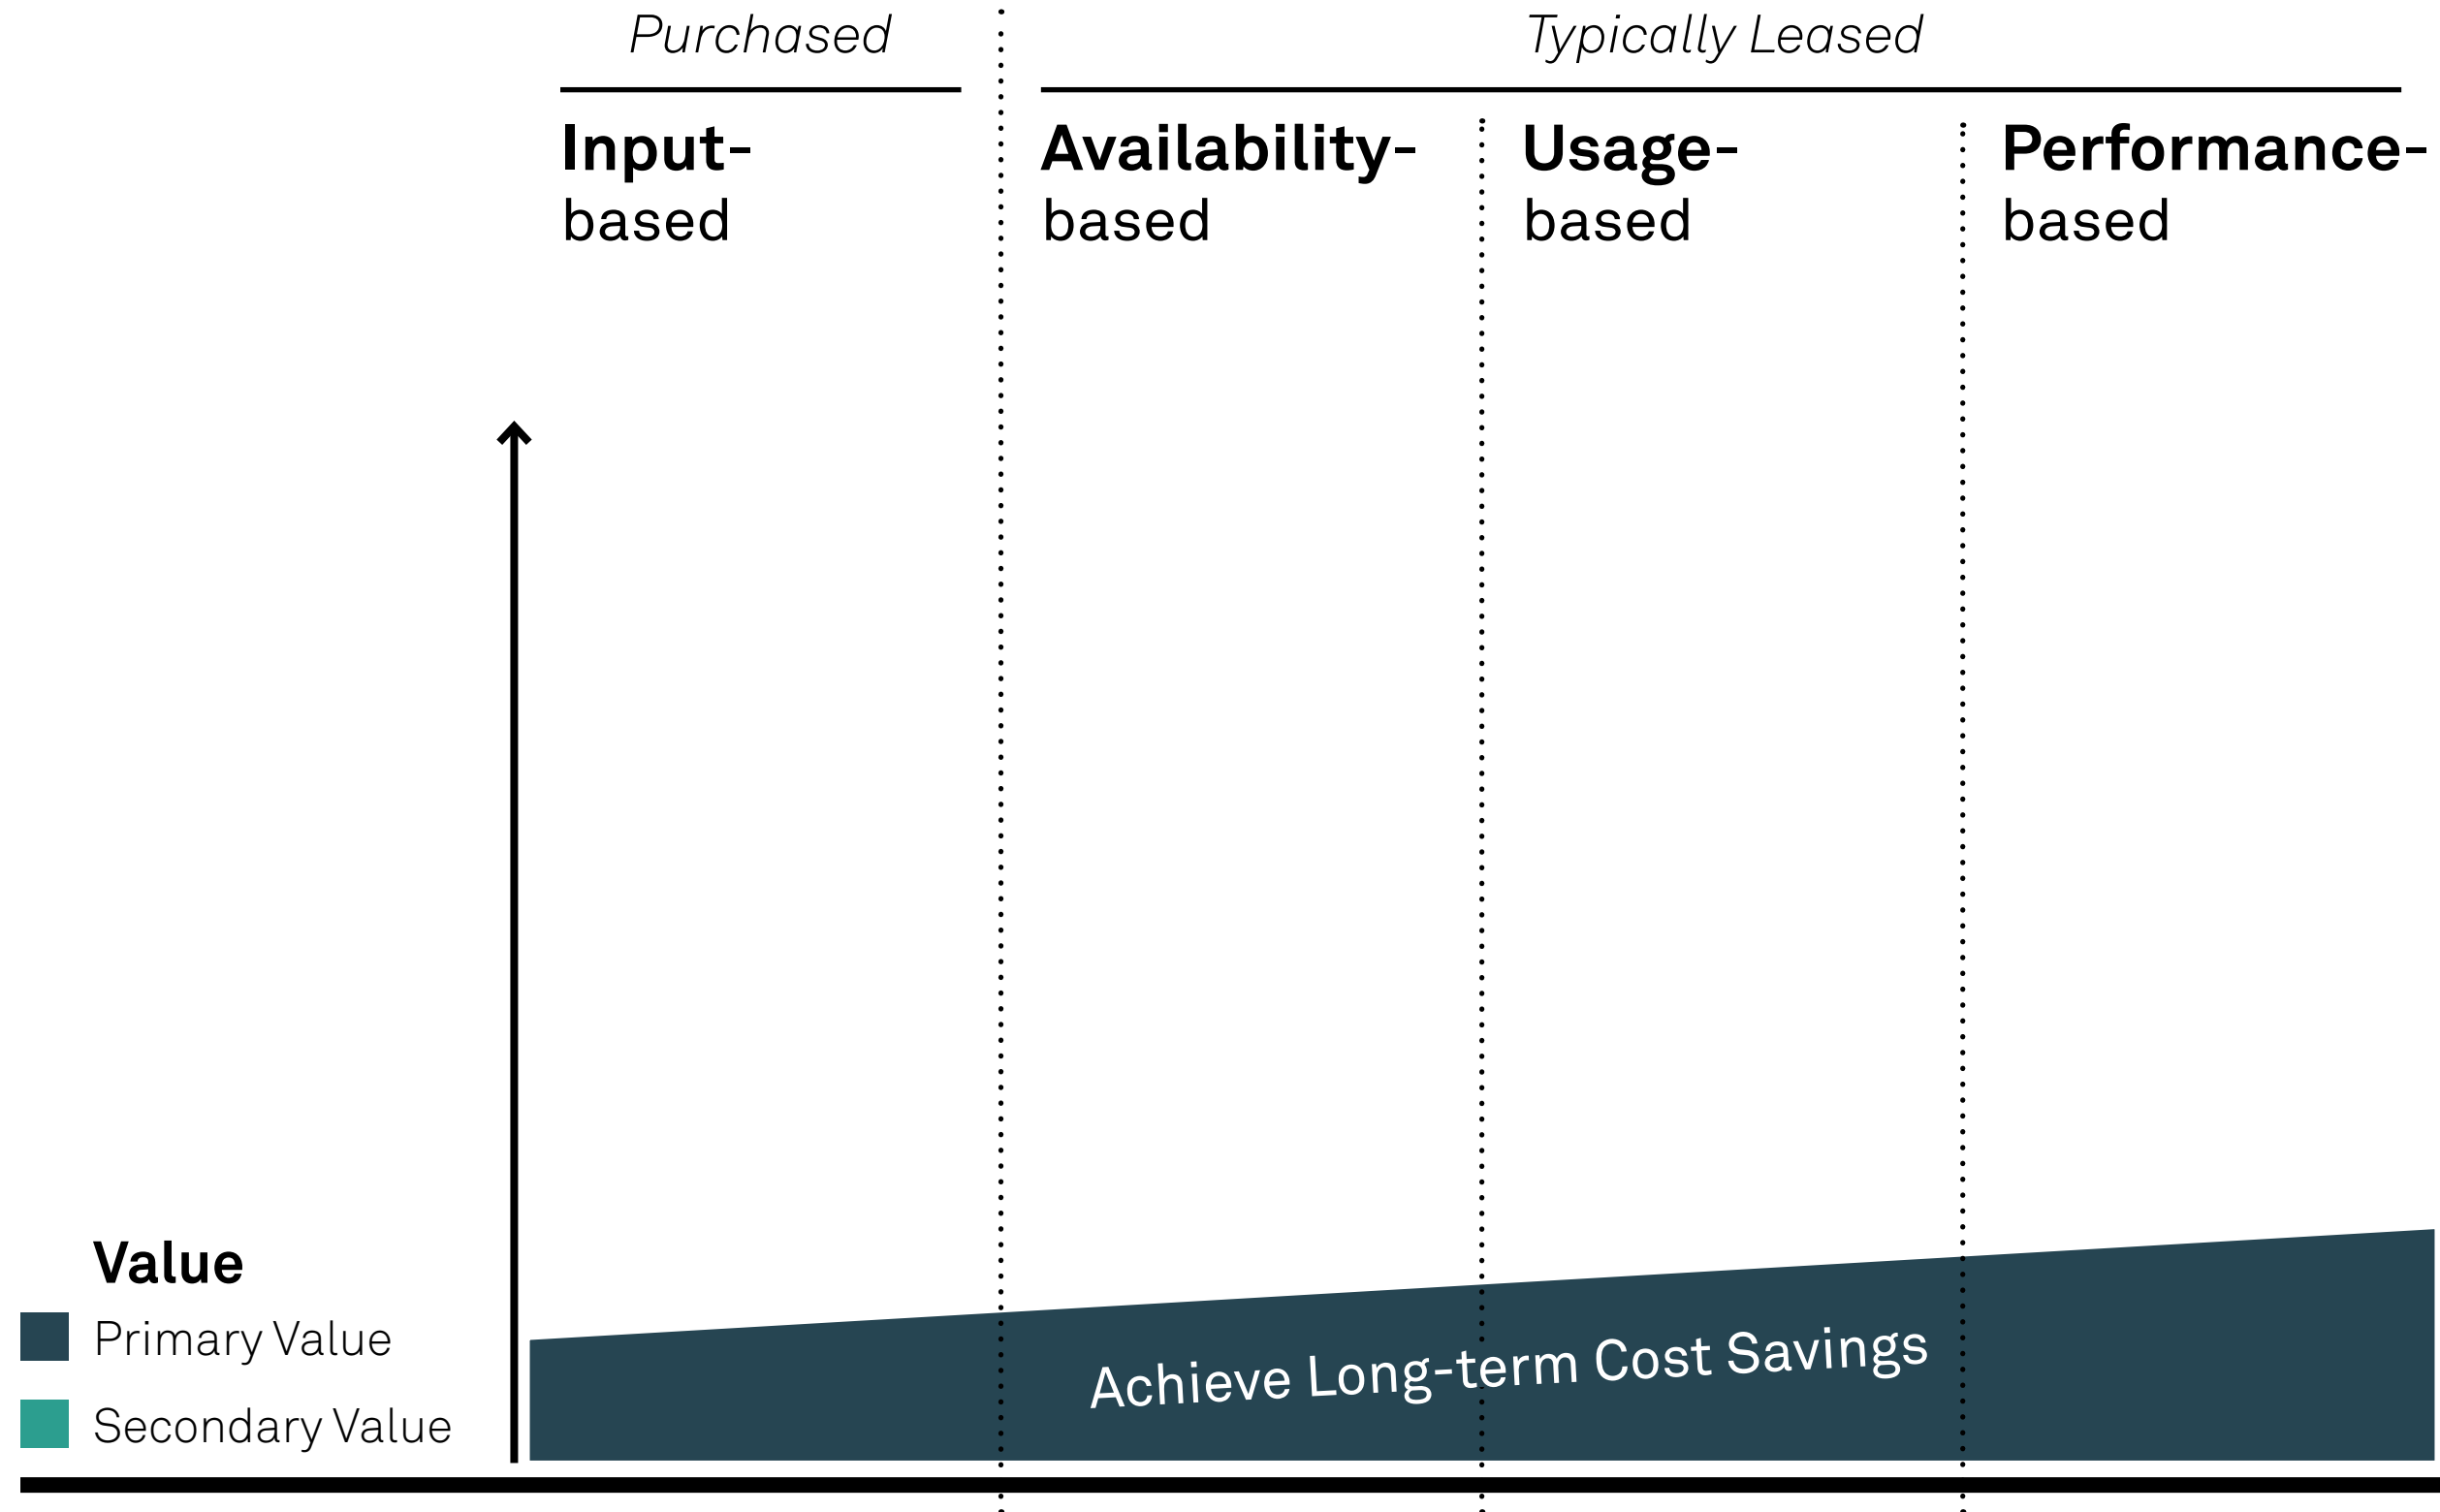 Purchased
Typically Leased
Input-
based
Availability-
based
Usage-
based
Performance-
based
Achieve Long-term Cost Savings
Value
Primary Value
Secondary Value